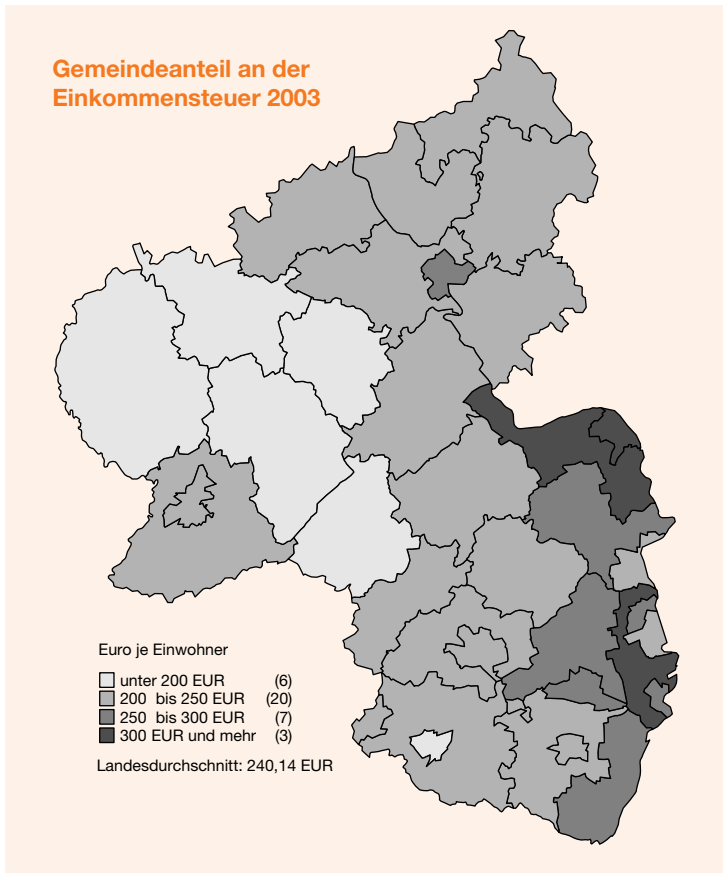 Gemeindeanteil an der
Einkommensteuer 2003
Euro je Einwohner
unter 200 EUR (6)
200 bis 250 EUR (20)
250 bis 300 EUR (7)
300 EUR und mehr (3)
Landesdurchschnitt: 240,14 EUR